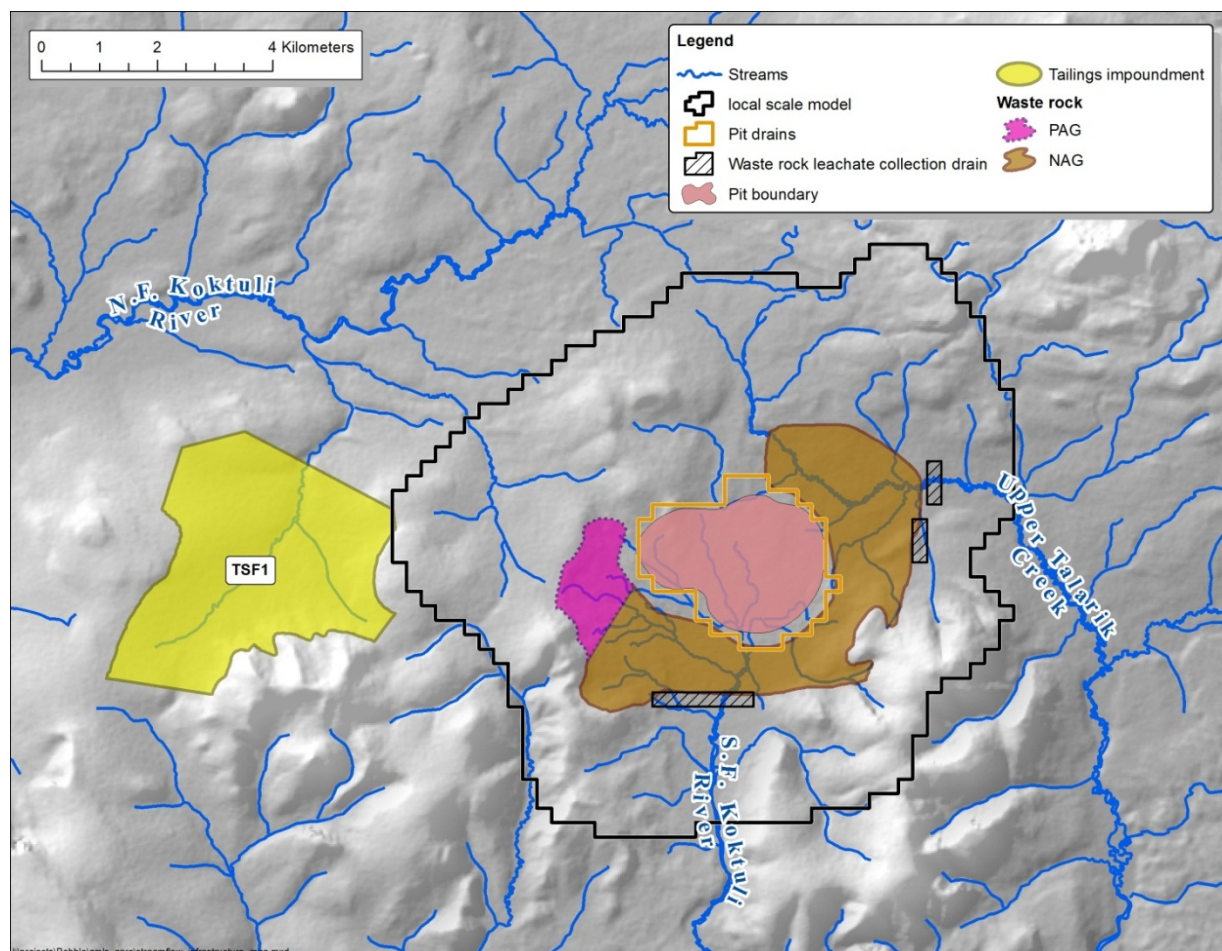 0 1 2 4 Kilometers
Legend
Streams
local scale model
Pit drains
Waste rock leachate collection drain
Pit boundary
Tailings impoundment
Waste rock
PAG
NAG
N.F. Koktuli
River
TSF1
Upper Talarik
Creek
S.F. Koktuli
River